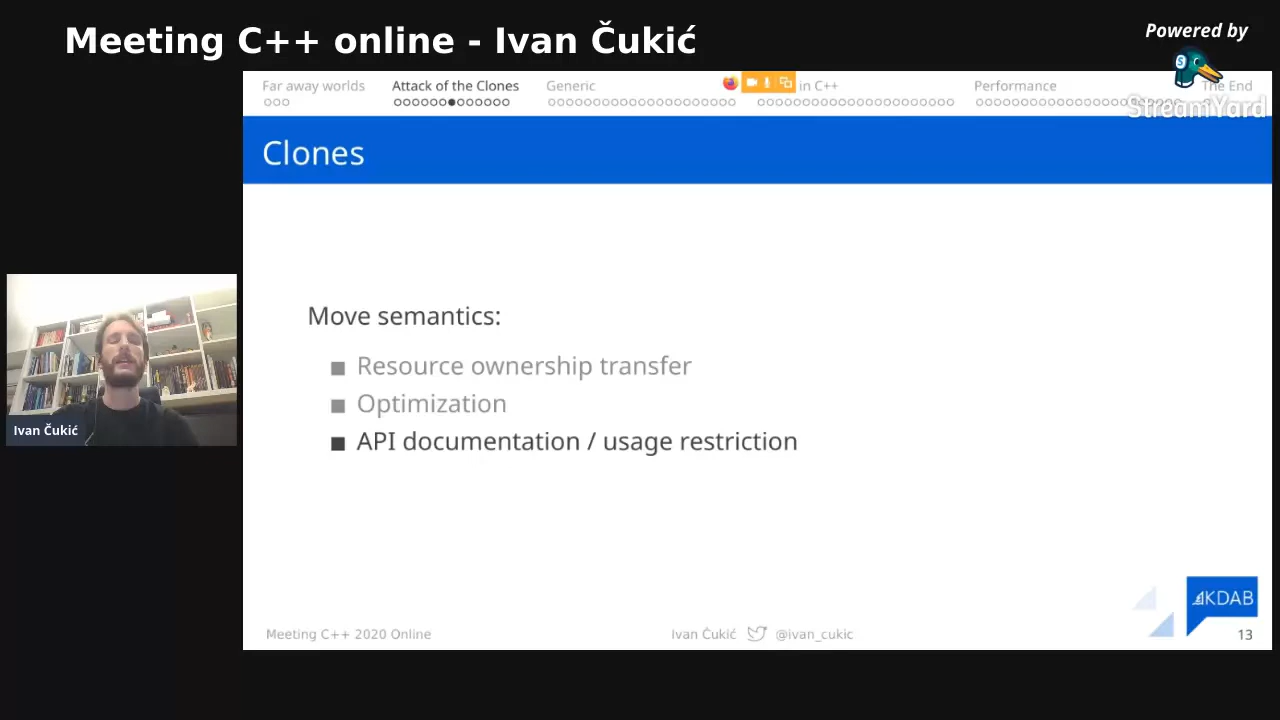 Meeting C++ online - Ivan Čukić
Powered by
StreamYard
Far away worlds
Attack of the Clones
Generic
in C++
Performance
The End
Clones
Move semantics:
Resource ownership transfer
Optimization
API documentation / usage restriction
Ivan Čukić
KDAB
Meeting C++ 2020 Online
Ivan Čukić
@ivan_cukic
13